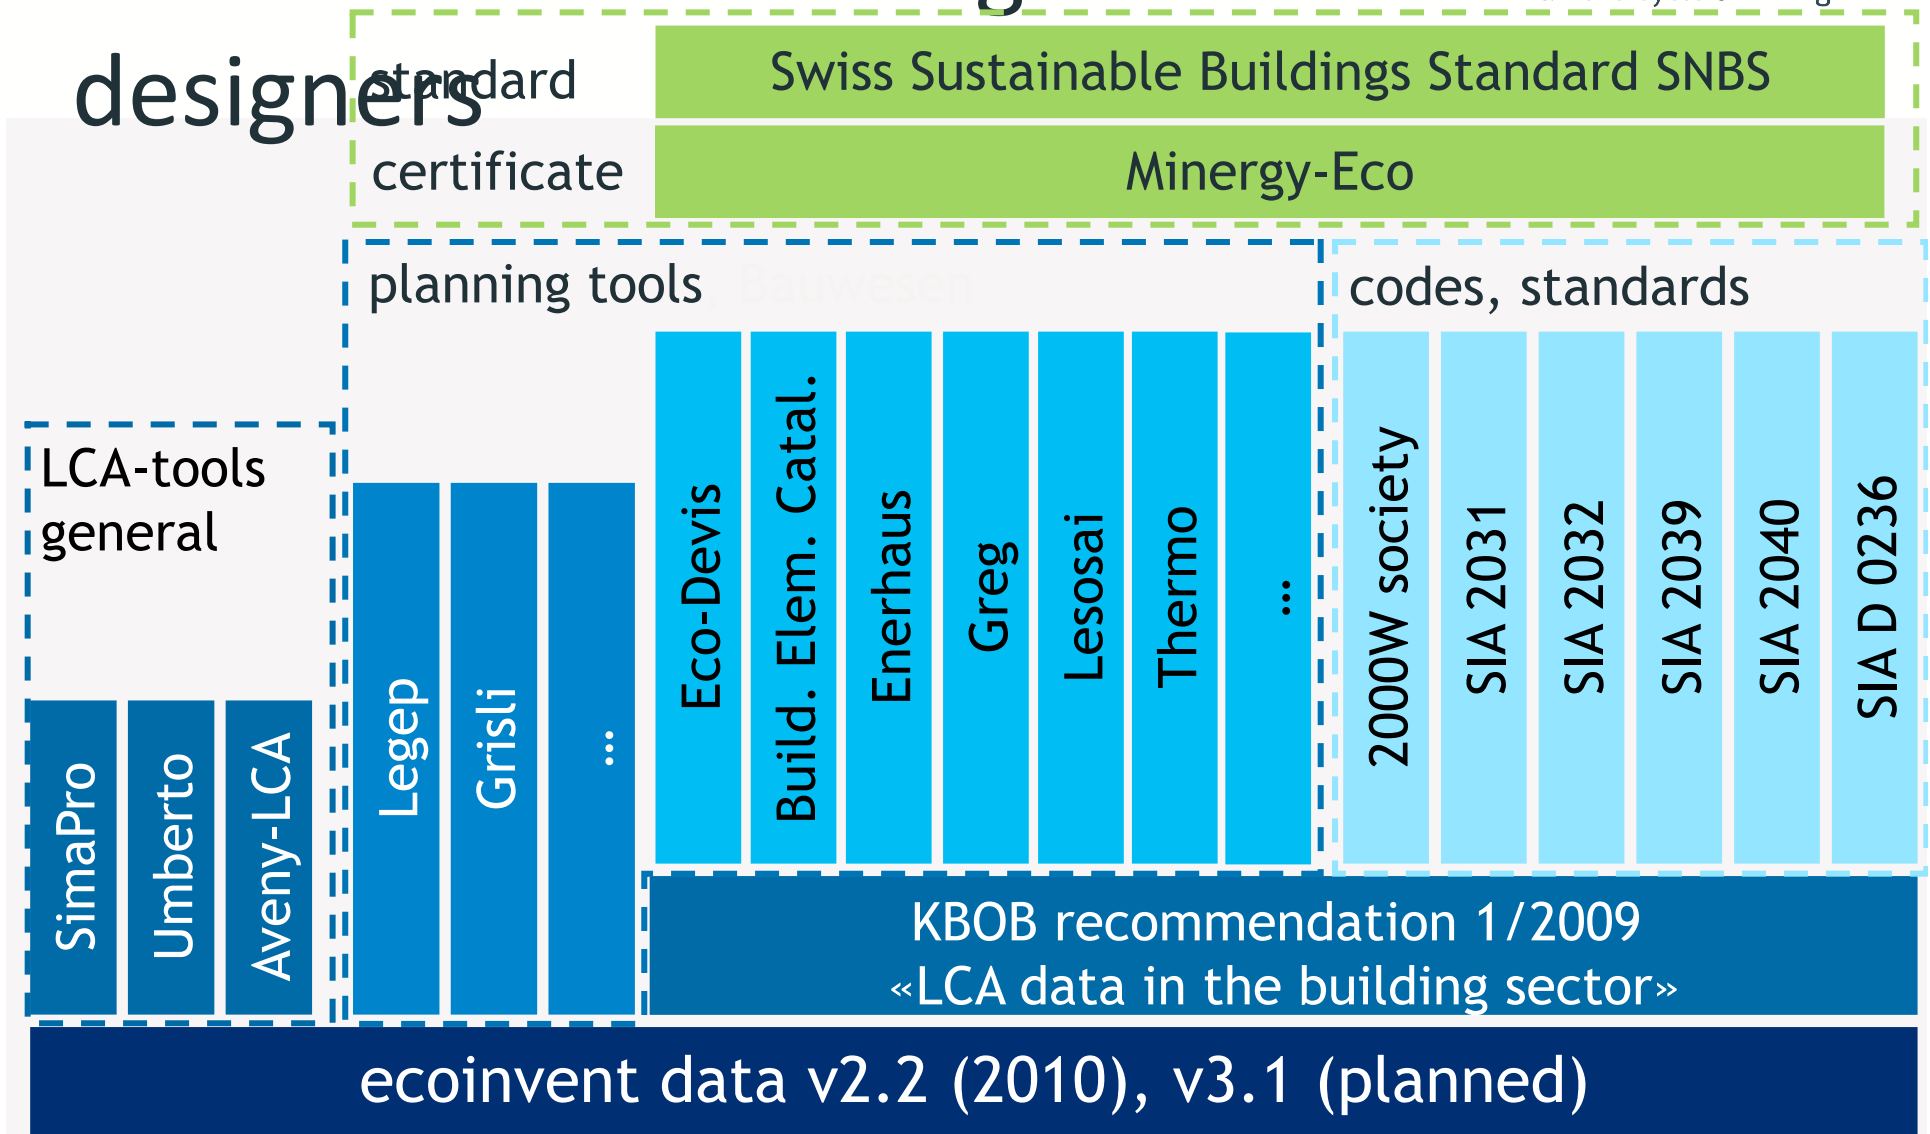 designers
standard
Swiss Sustainable Buildings Standard SNBS
certificate
Minergy-Eco
planning tools, Bauwesen
codes, standards
LCA-tools
general
SimaPro
Umberto
Aveny-LCA
Legep
Grisli
...
Eco-Devis
Build. Elem. Catal.
Enerhaus
Greg
Lesosai
Thermo
...
2000W society
SIA 2031
SIA 2032
SIA 2039
SIA 2040
SIA D 0236
KBOB recommendation 1/2009
«LCA data in the building sector»
ecoinvent data v2.2 (2010), v3.1 (planned)